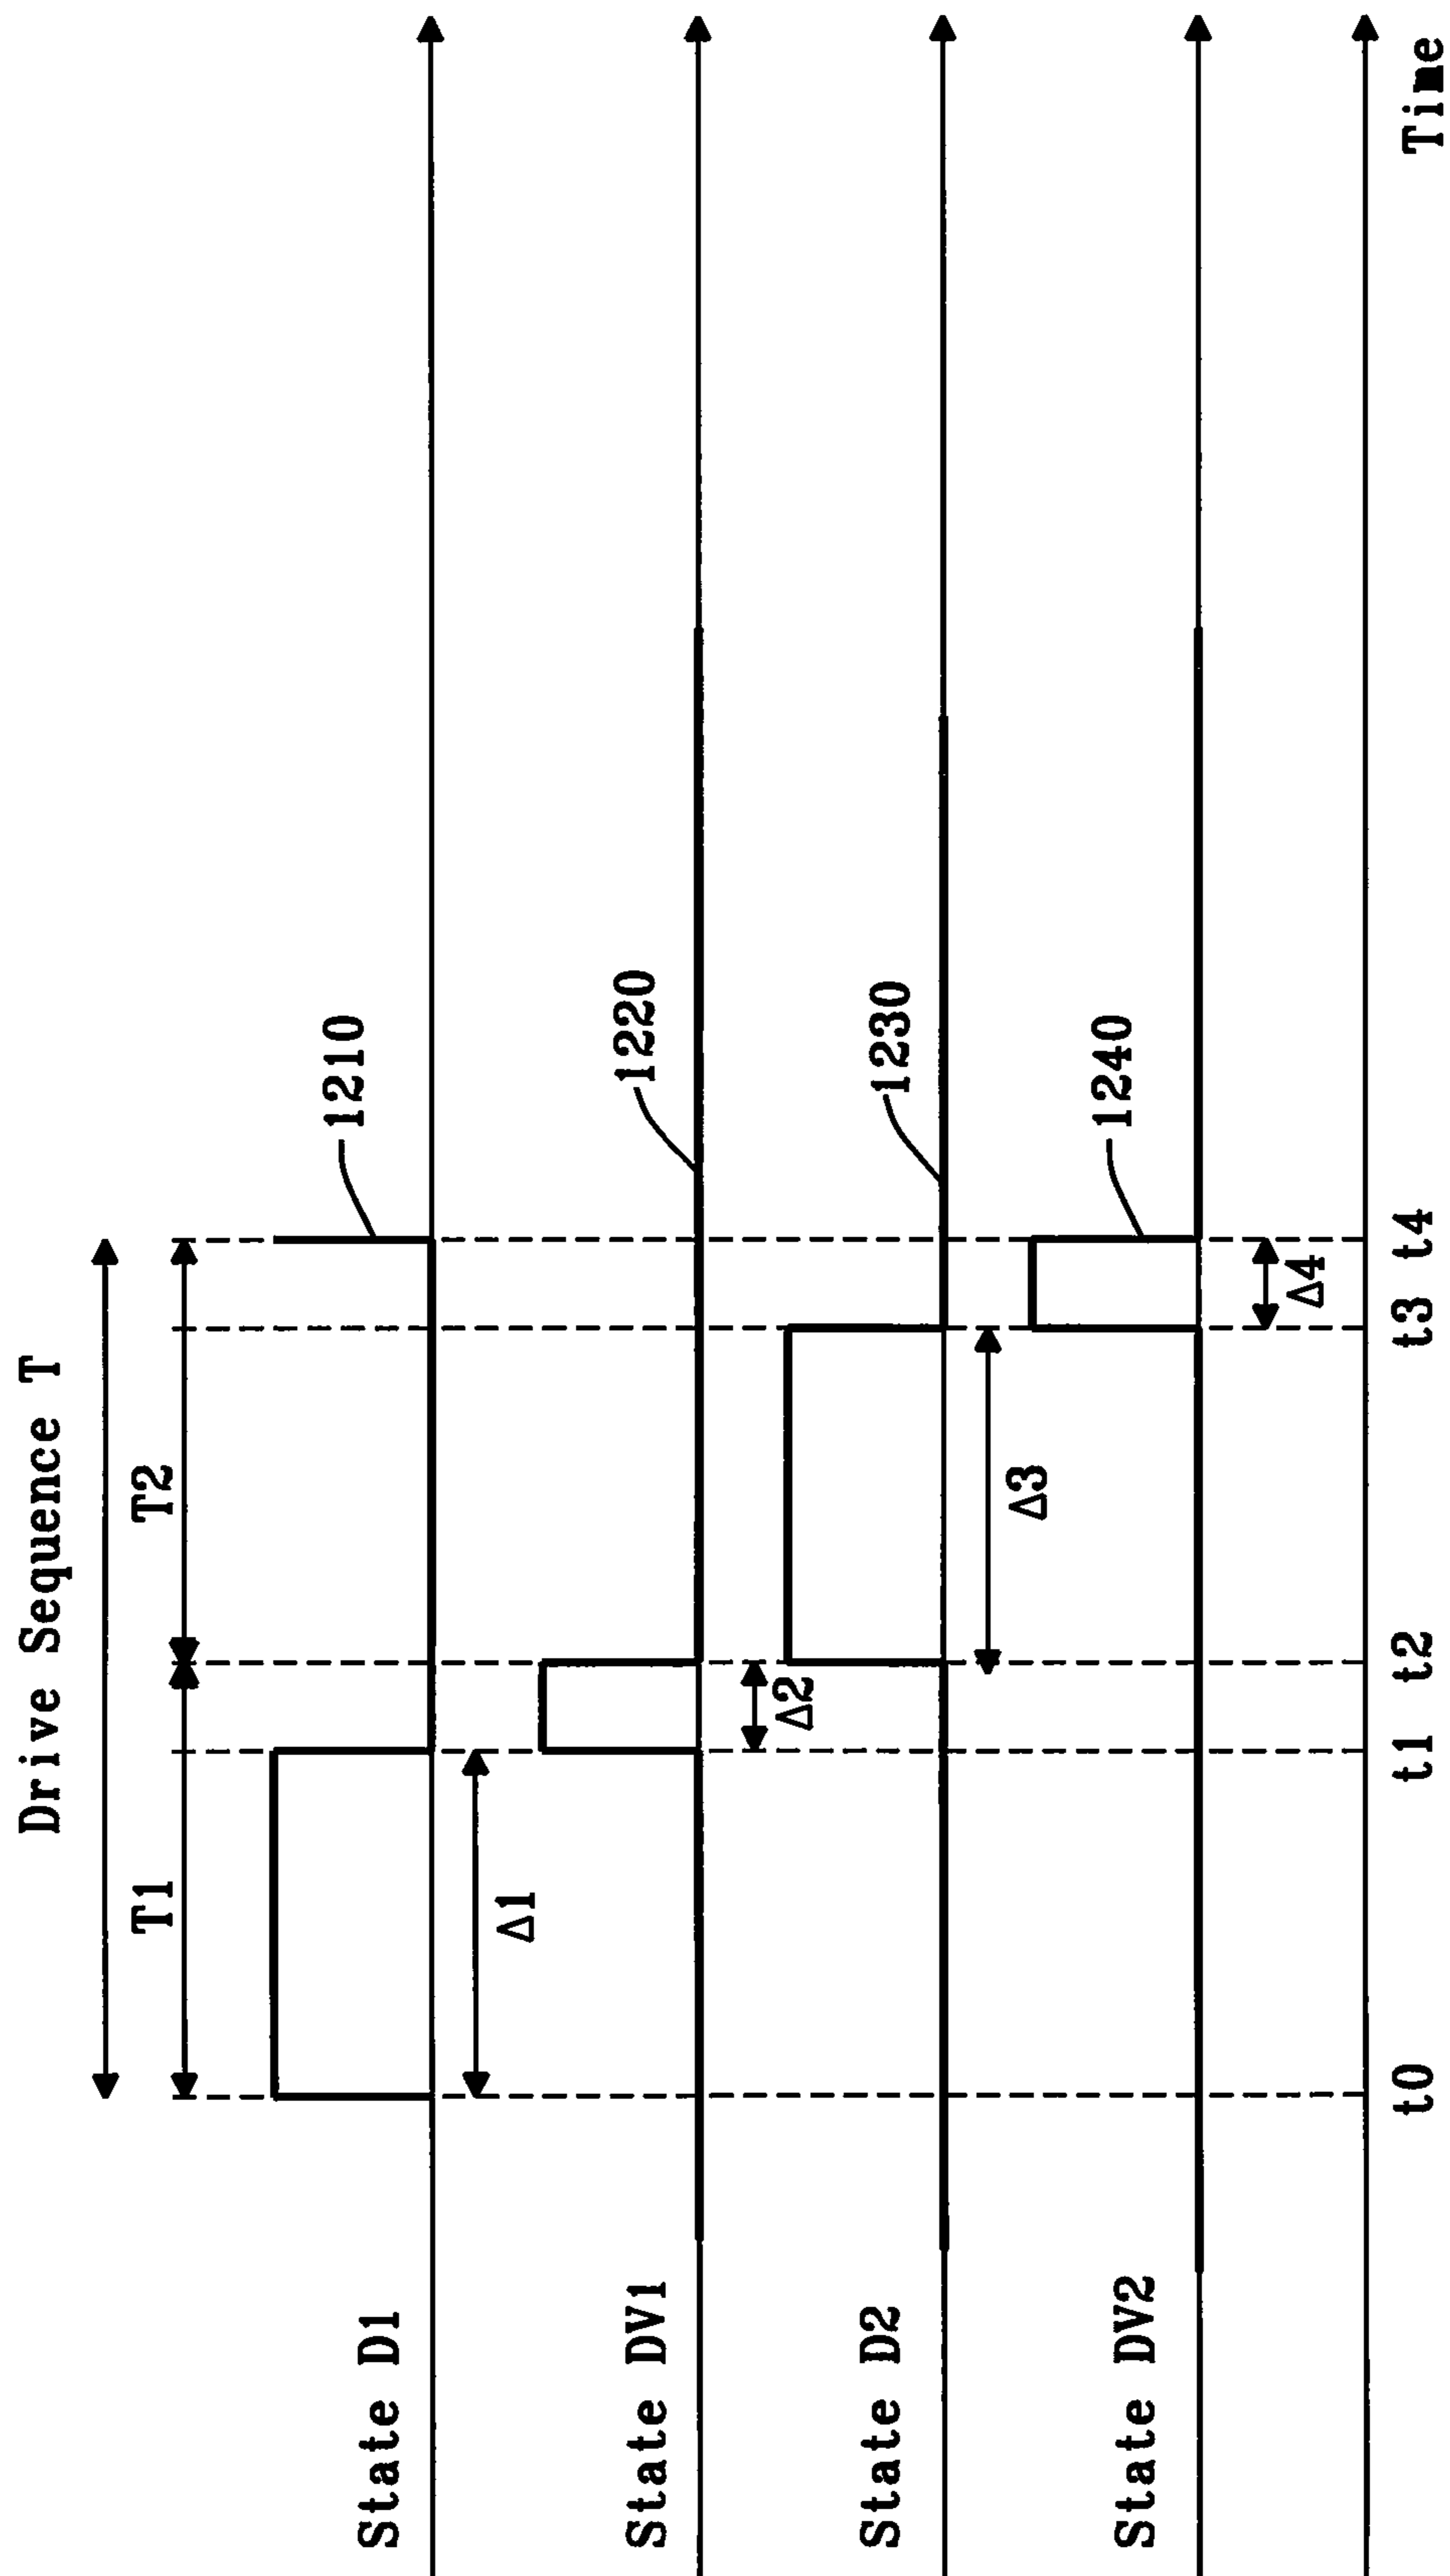 Drive Sequence T
T1
T2
State D1
1210
Δ1
State DV1
1220
Δ2
State D2
1230
Δ3
State DV2
1240
Δ4
t0
t1
t2
t3
t4
Time